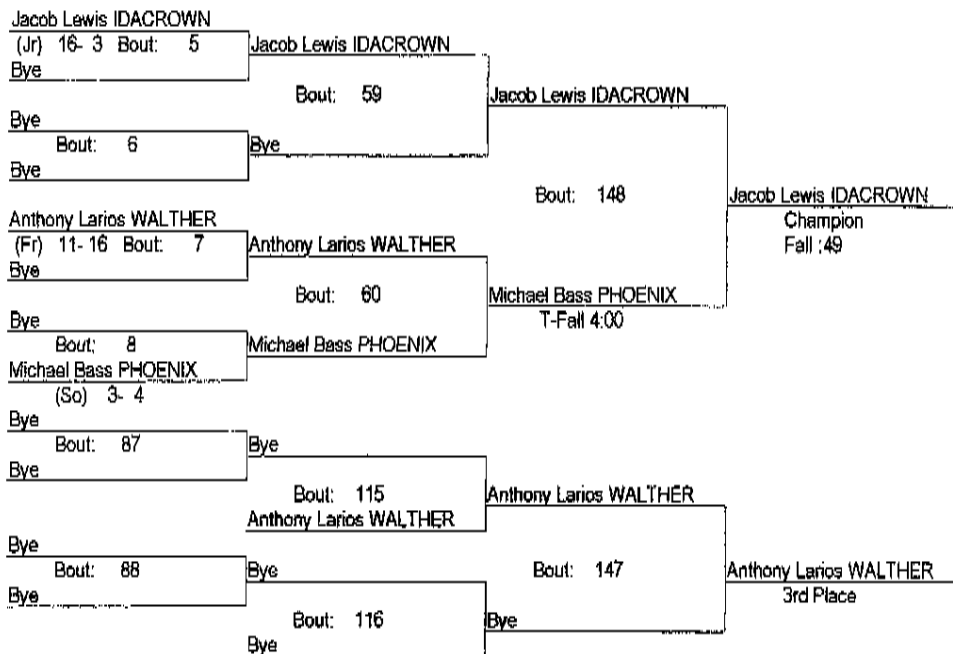 Jacob Lewis IDACROWN
(Jr) 16- 3 Bout: 5
Bye
Jacob Lewis IDACROWN
Bout: 59
Bye
Bout: 6
Bye
Bye
Jacob Lewis IDACROWN
Bout: 148
Jacob Lewis IDACROWN
Champion
Fall :49
Anthony Larios WALTHER
(Fr) 11- 16 Bout: 7
Bye
Anthony Larios WALTHER
Bout: 60
Bye
Bout: 8
Michael Bass PHOENIX
(So) 3- 4
Michael Bass PHOENIX
Michael Bass PHOENIX
T-Fall 4:00
Bye
Bout: 87
Bye
Bye
Bout: 115
Anthony Larios WALTHER
Anthony Larios WALTHER
Bout: 147
Anthony Larios WALTHER
3rd Place
Bye
Bout: 88
Bye
Bye
Bout: 116
Bye
Bye